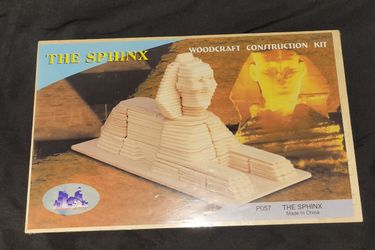 THE SPHINX
WOODCRAFT CONSTRUCTION KIT
P057 THE SPHINX
Made in China